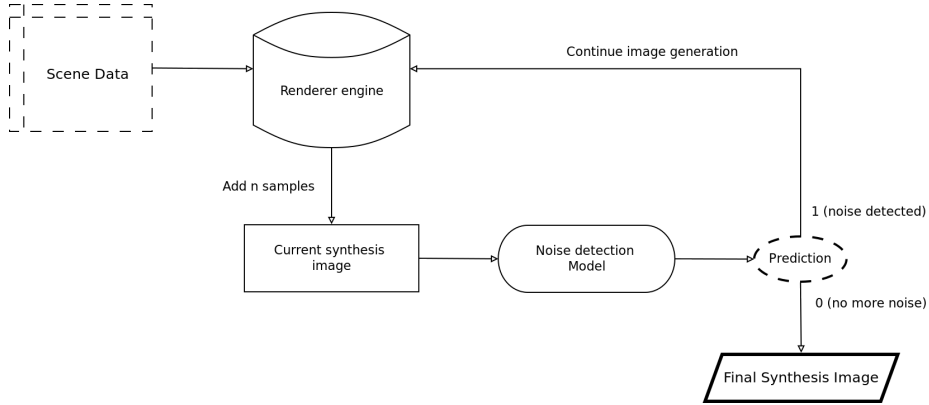 Scene Data
Renderer engine
Continue image generation
Add n samples
1 (noise detected)
Current synthesis
image
Noise detection
Model
Prediction
0 (no more noise)
Final Synthesis Image